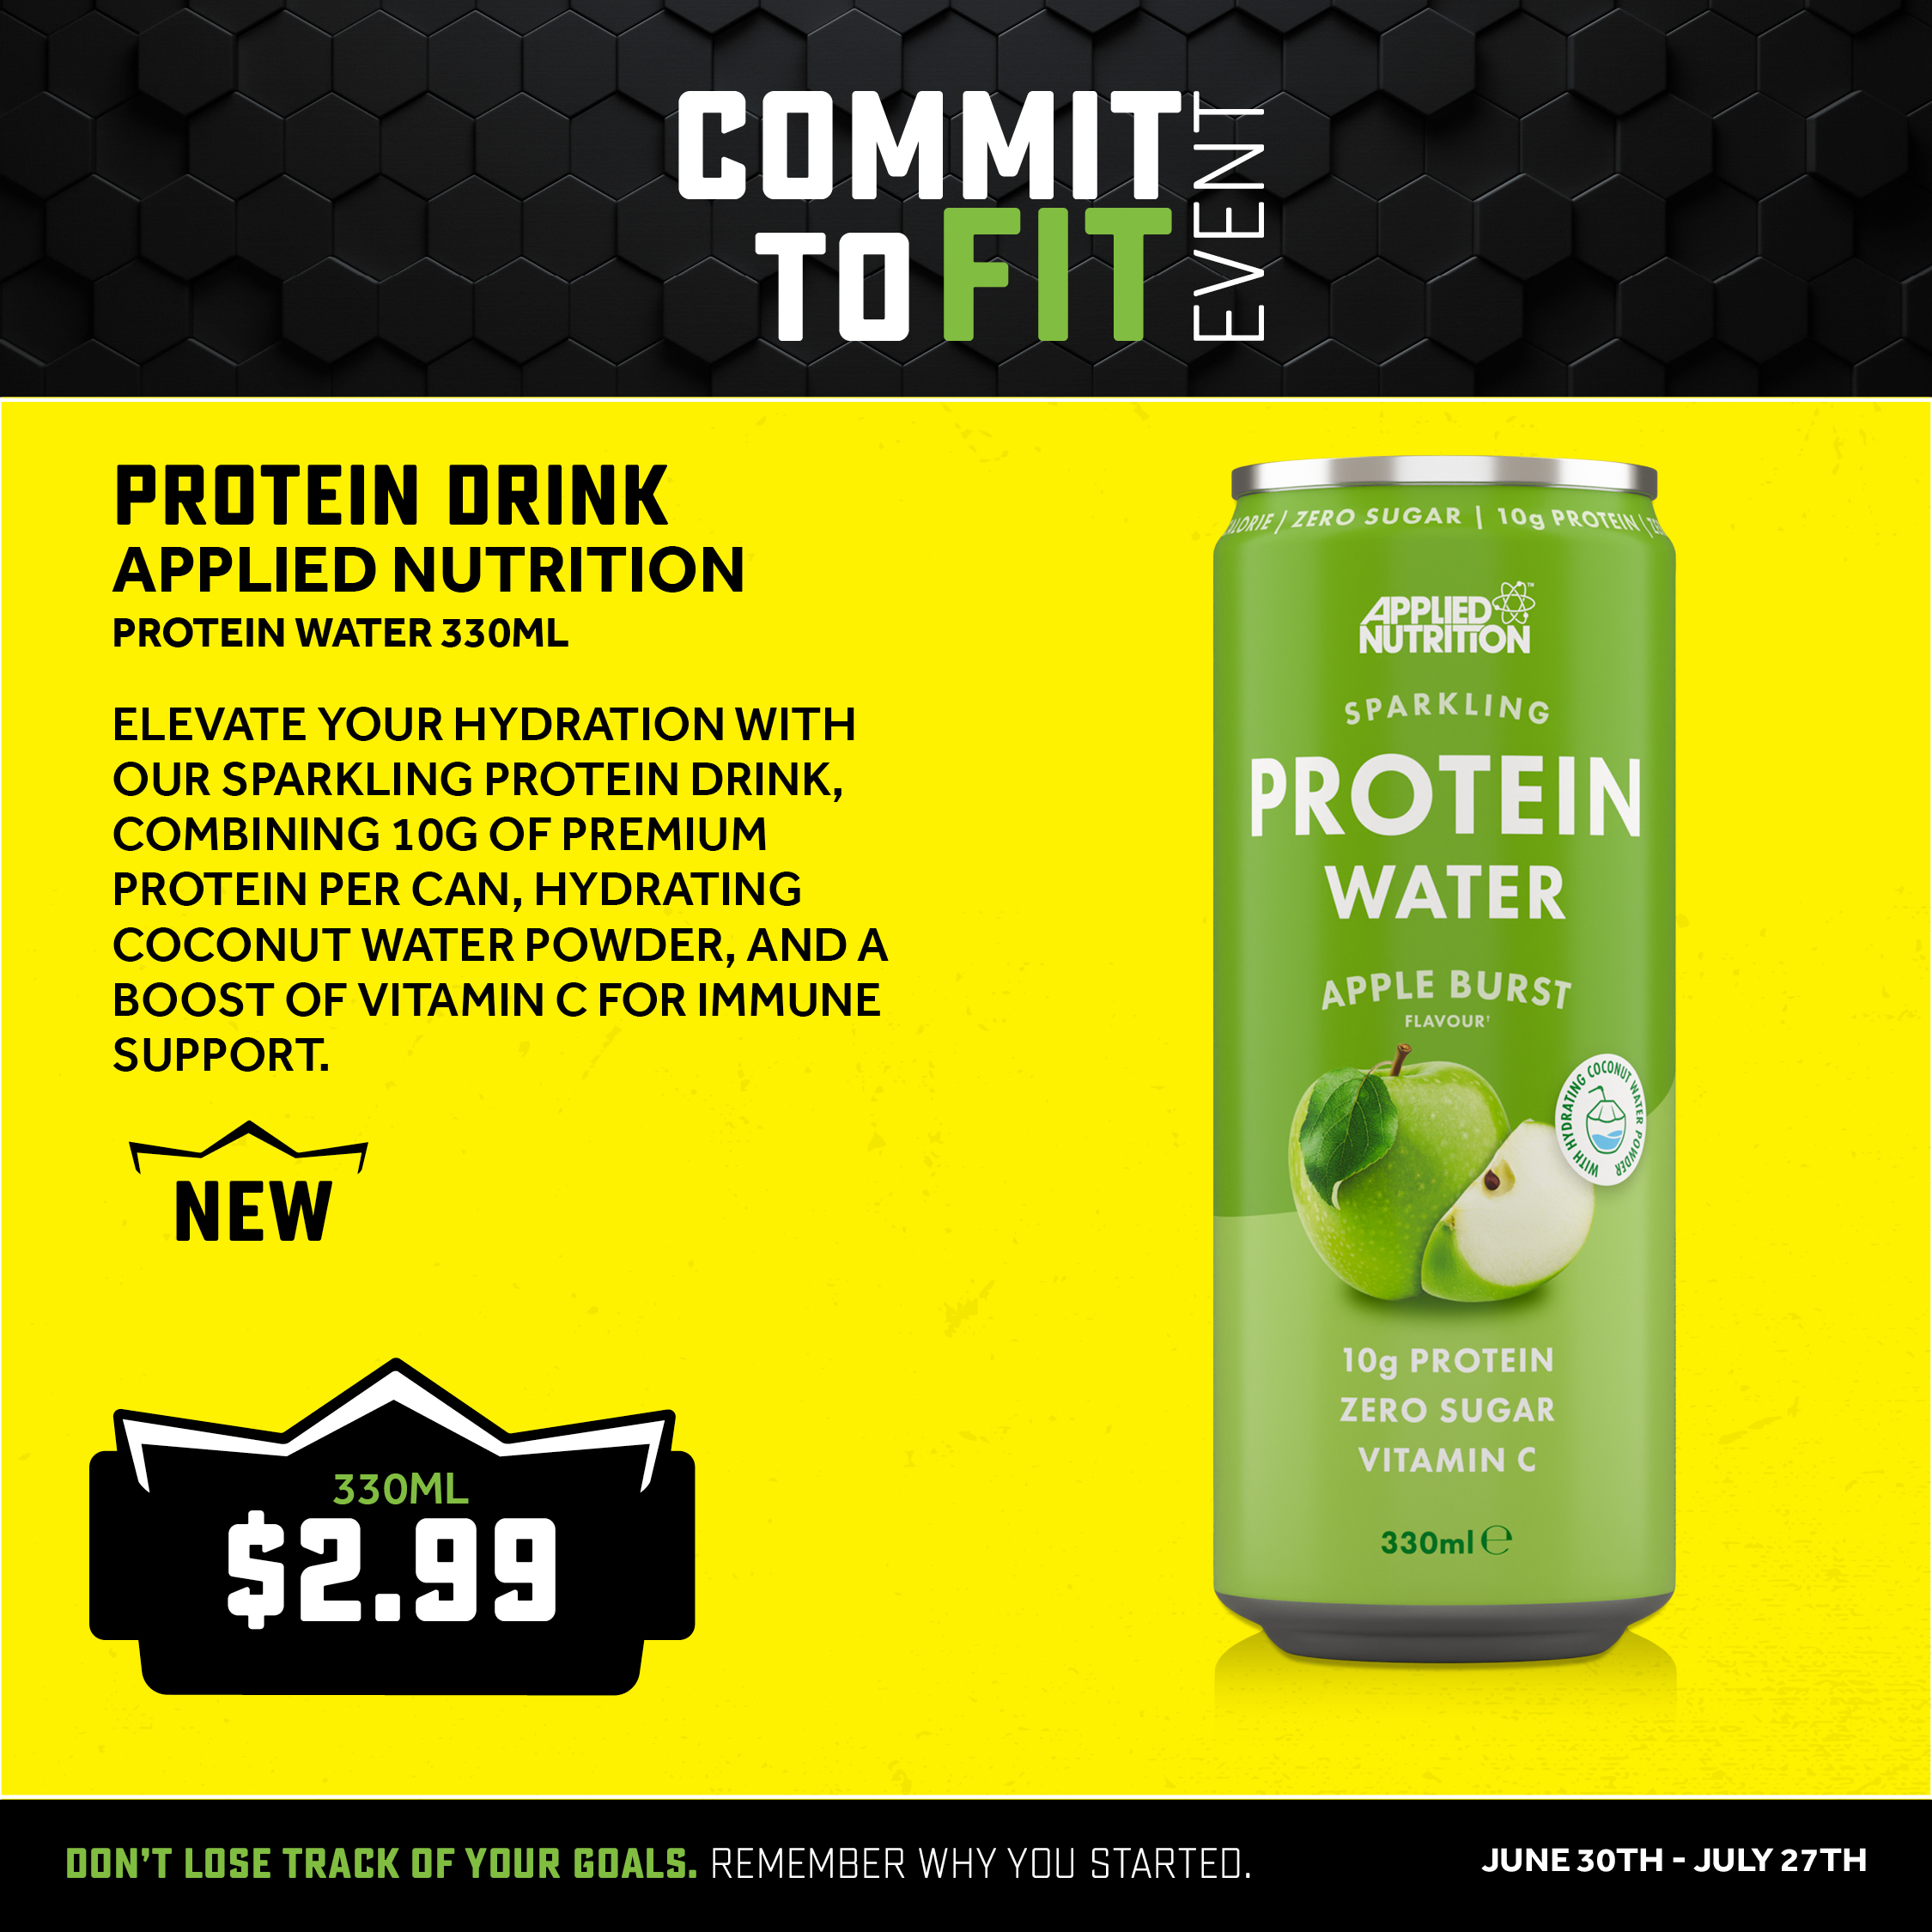 COMMIT
TO FIT
EVENT
PROTEIN DRINK
APPLIED NUTRITION
PROTEIN WATER 330ML
ELEVATE YOUR HYDRATION WITH
OUR SPARKLING PROTEIN DRINK,
COMBINING 10G OF PREMIUM
PROTEIN PER CAN, HYDRATING
COCONUT WATER POWDER, AND A
BOOST OF VITAMIN C FOR IMMUNE
SUPPORT.
NEW
330ML
$2.99
ZERO SUGAR | 10g PROTEIN |
APPLIED
NUTRITION™
SPARKLING
PROTEIN
WATER
APPLE BURST
FLAVOUR†
WITH HYDRATING COCONUT WATER POWDER
10g PROTEIN
ZERO SUGAR
VITAMIN C
330ml ℮
DON'T LOSE TRACK OF YOUR GOALS. REMEMBER WHY YOU STARTED.
JUNE 30TH - JULY 27TH